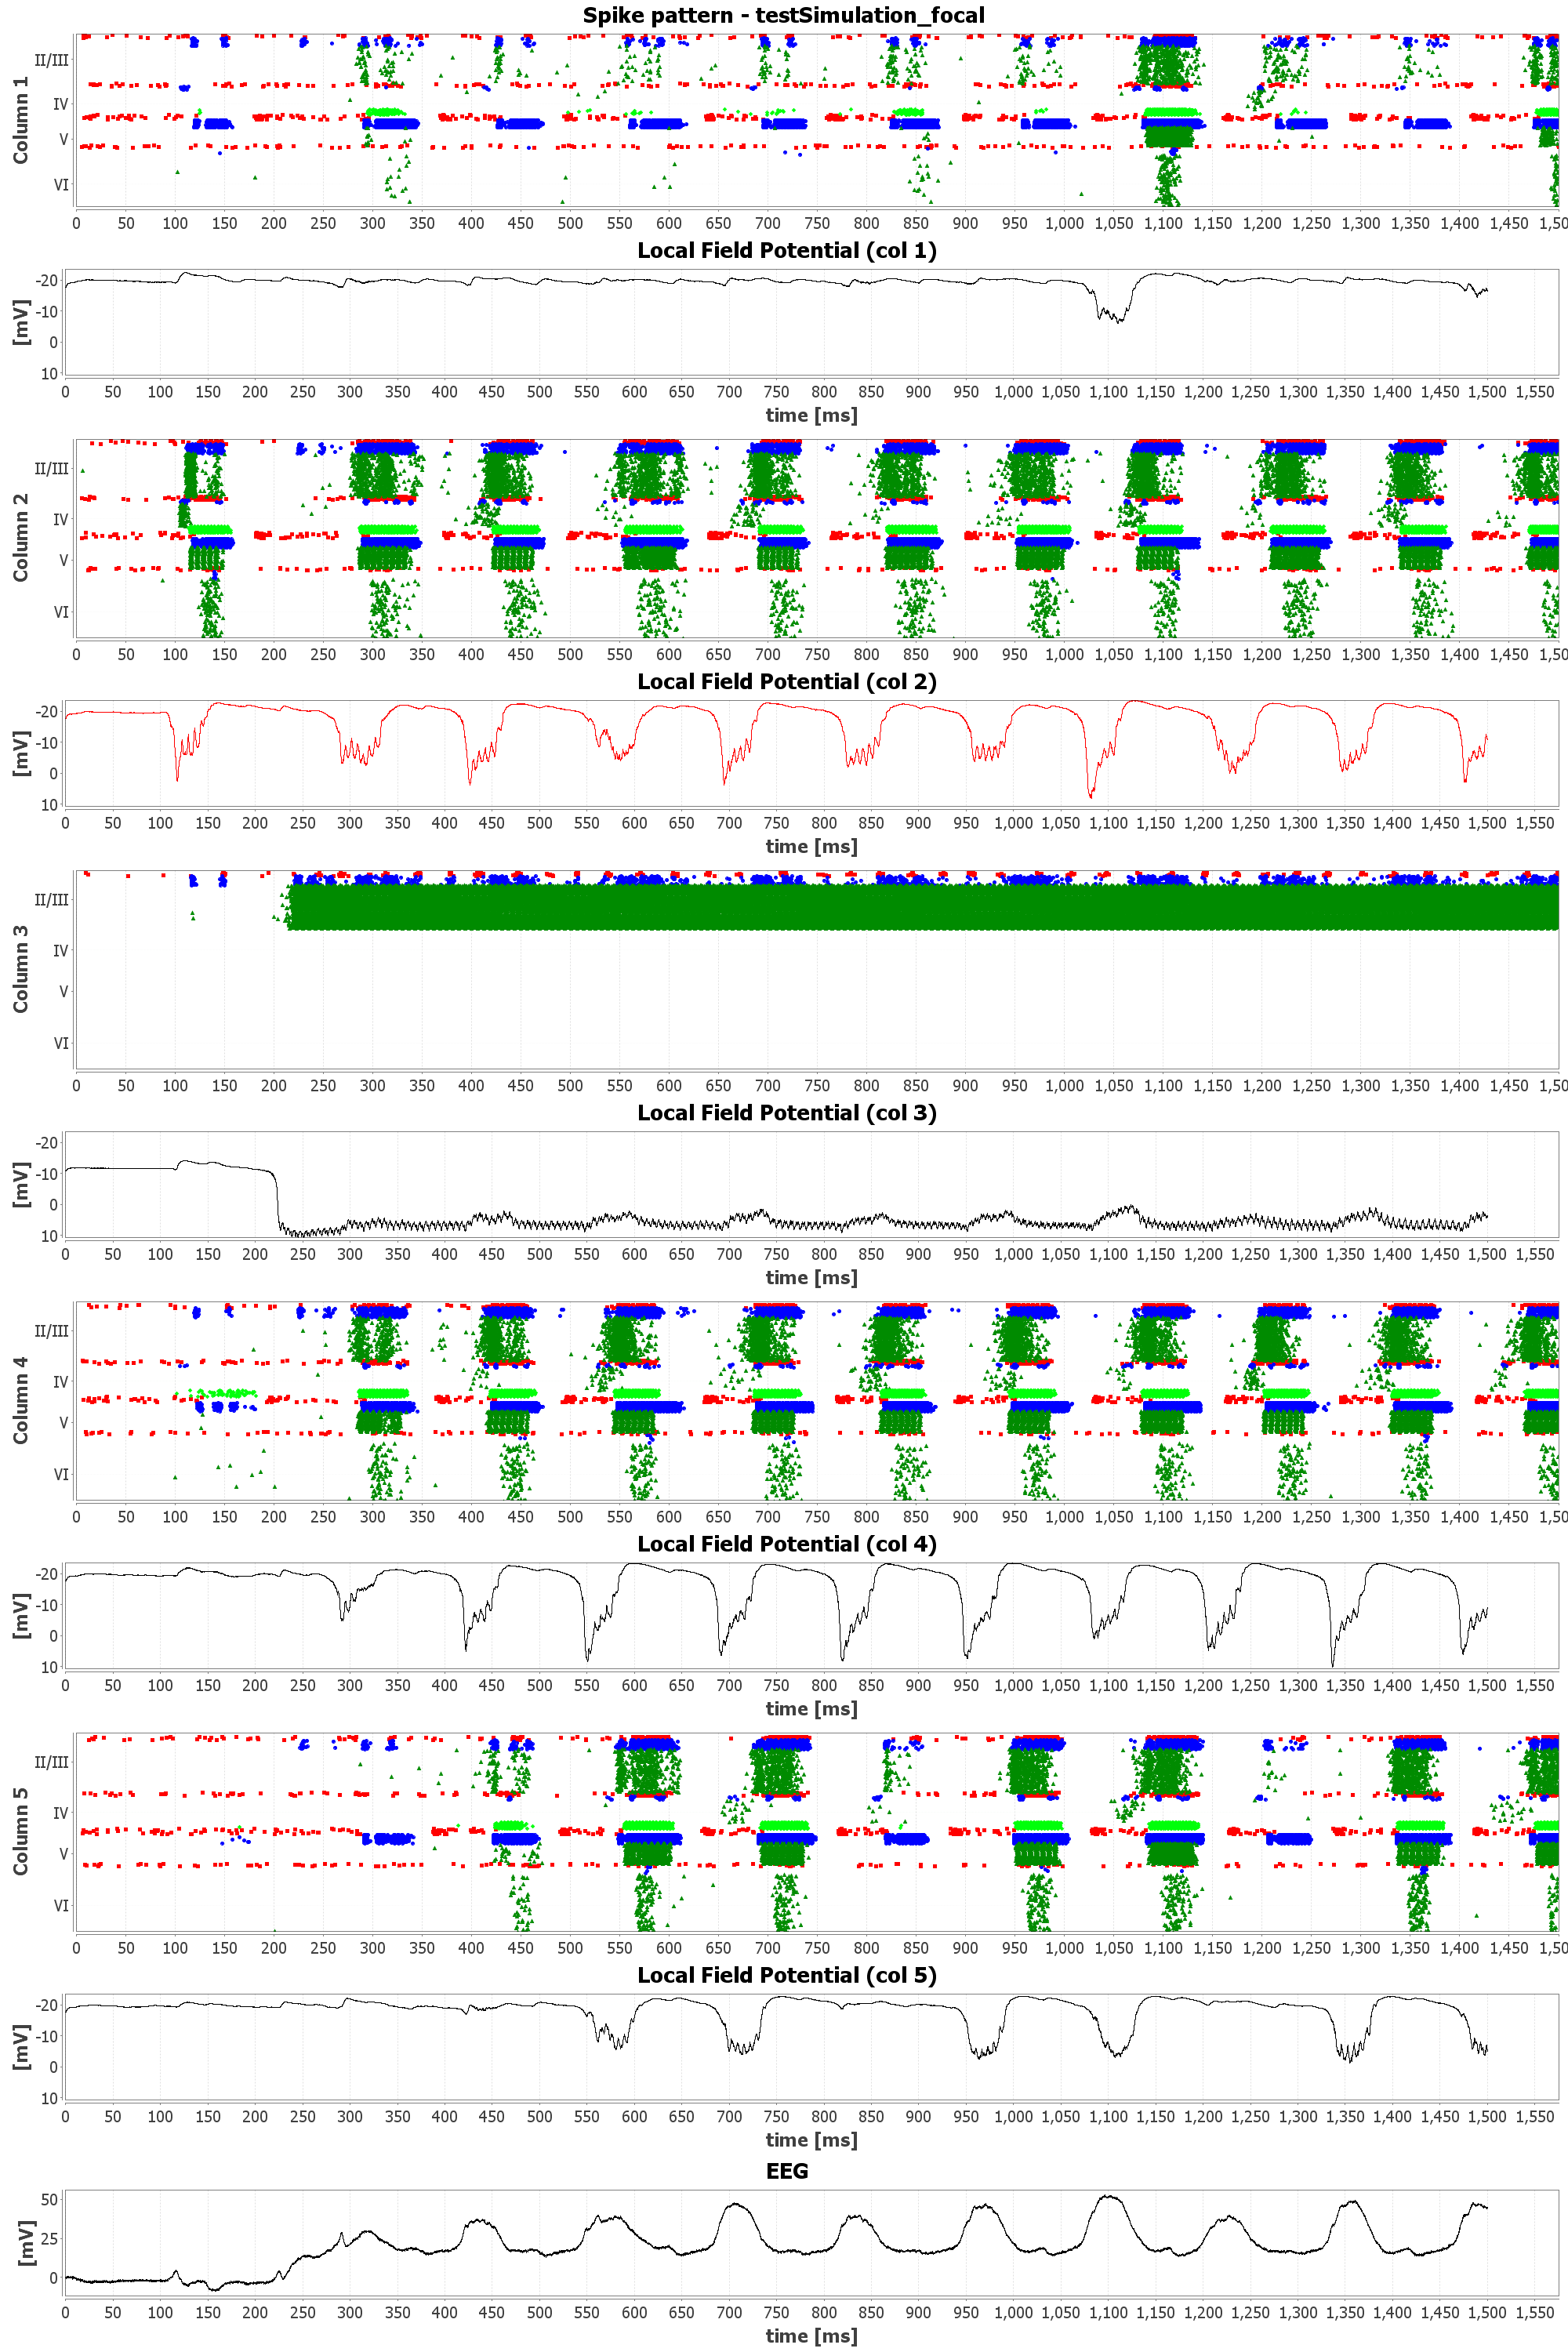 Spike pattern - testSimulation_focal
Column 1
II/III
IV
V
VI
0 50 100 150 200 250 300 350 400 450 500 550 600 650 700 750 800 850 900 950 1,000 1,050 1,100 1,150 1,200 1,250 1,300 1,350 1,400 1,450 1,50
Local Field Potential (col 1)
[mV]
-20
-10
0
10
0 50 100 150 200 250 300 350 400 450 500 550 600 650 700 750 800 850 900 950 1,000 1,050 1,100 1,150 1,200 1,250 1,300 1,350 1,400 1,450 1,500 1,550
time [ms]
Column 2
II/III
IV
V
VI
0 50 100 150 200 250 300 350 400 450 500 550 600 650 700 750 800 850 900 950 1,000 1,050 1,100 1,150 1,200 1,250 1,300 1,350 1,400 1,450 1,50
Local Field Potential (col 2)
[mV]
-20
-10
0
10
0 50 100 150 200 250 300 350 400 450 500 550 600 650 700 750 800 850 900 950 1,000 1,050 1,100 1,150 1,200 1,250 1,300 1,350 1,400 1,450 1,500 1,550
time [ms]
Column 3
II/III
IV
V
VI
0 50 100 150 200 250 300 350 400 450 500 550 600 650 700 750 800 850 900 950 1,000 1,050 1,100 1,150 1,200 1,250 1,300 1,350 1,400 1,450 1,50
Local Field Potential (col 3)
[mV]
-20
-10
0
10
0 50 100 150 200 250 300 350 400 450 500 550 600 650 700 750 800 850 900 950 1,000 1,050 1,100 1,150 1,200 1,250 1,300 1,350 1,400 1,450 1,500 1,550
time [ms]
Column 4
II/III
IV
V
VI
0 50 100 150 200 250 300 350 400 450 500 550 600 650 700 750 800 850 900 950 1,000 1,050 1,100 1,150 1,200 1,250 1,300 1,350 1,400 1,450 1,50
Local Field Potential (col 4)
[mV]
-20
-10
0
10
0 50 100 150 200 250 300 350 400 450 500 550 600 650 700 750 800 850 900 950 1,000 1,050 1,100 1,150 1,200 1,250 1,300 1,350 1,400 1,450 1,500 1,550
time [ms]
Column 5
II/III
IV
V
VI
0 50 100 150 200 250 300 350 400 450 500 550 600 650 700 750 800 850 900 950 1,000 1,050 1,100 1,150 1,200 1,250 1,300 1,350 1,400 1,450 1,50
Local Field Potential (col 5)
[mV]
-20
-10
0
10
0 50 100 150 200 250 300 350 400 450 500 550 600 650 700 750 800 850 900 950 1,000 1,050 1,100 1,150 1,200 1,250 1,300 1,350 1,400 1,450 1,500 1,550
time [ms]
EEG
[mV]
50
25
0
0 50 100 150 200 250 300 350 400 450 500 550 600 650 700 750 800 850 900 950 1,000 1,050 1,100 1,150 1,200 1,250 1,300 1,350 1,400 1,450 1,500 1,550
time [ms]